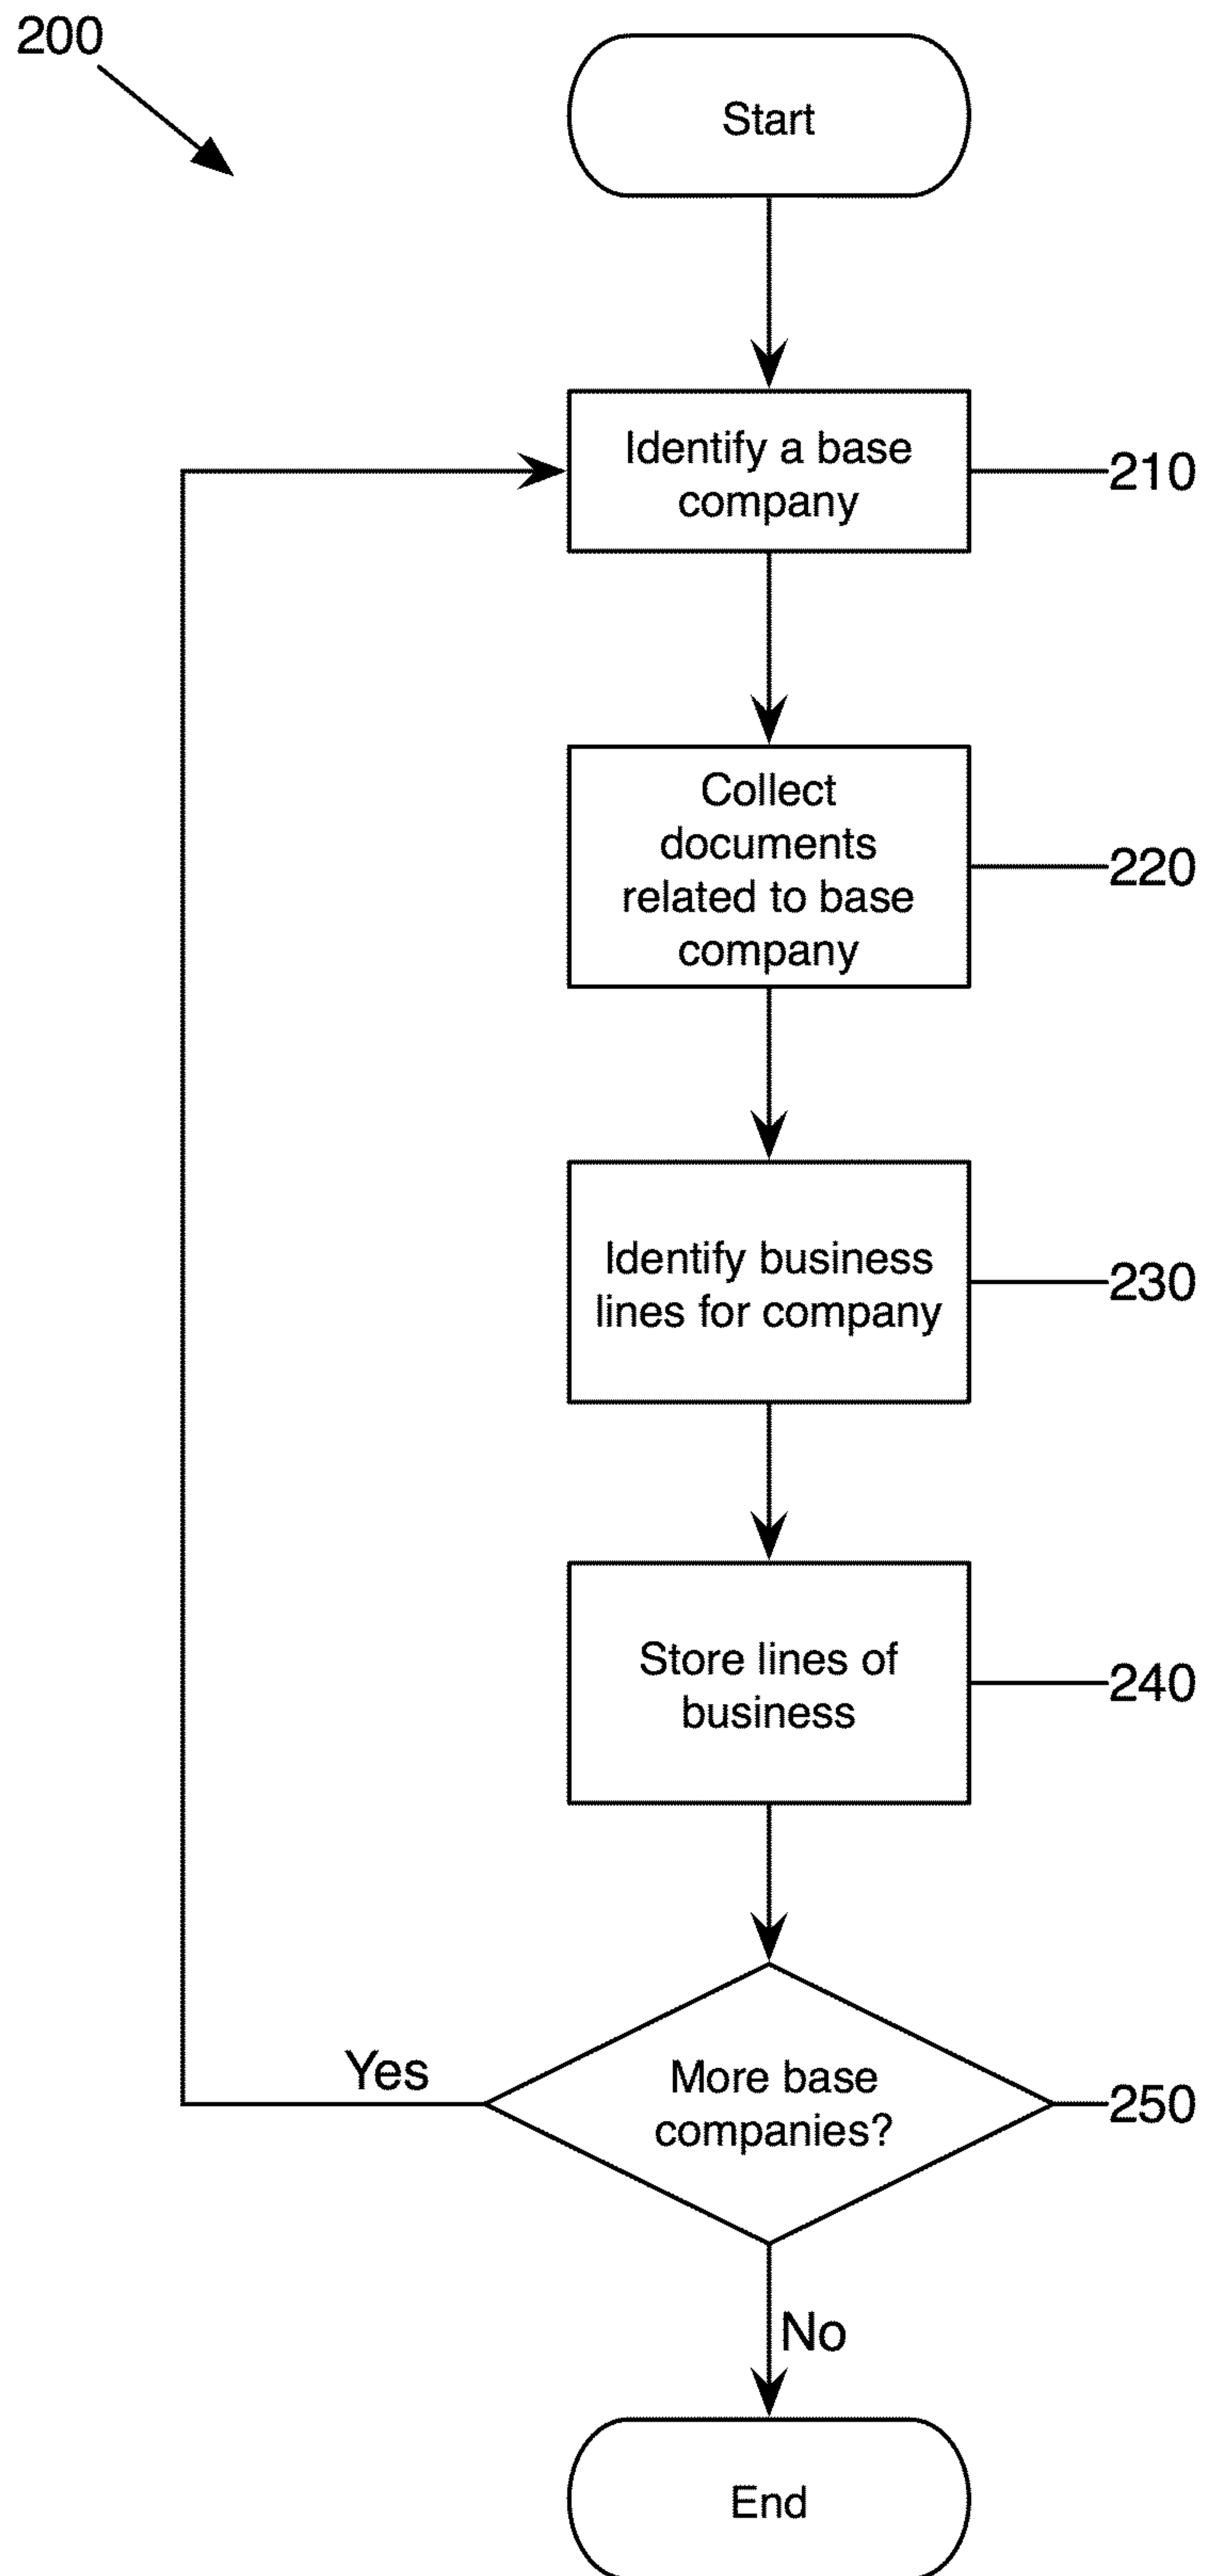 200
Start
Identify a base
company
210
Collect
documents
related to base
company
220
Identify business
lines for company
230
Store lines of
business
240
Yes
More base
companies?
250
No
End